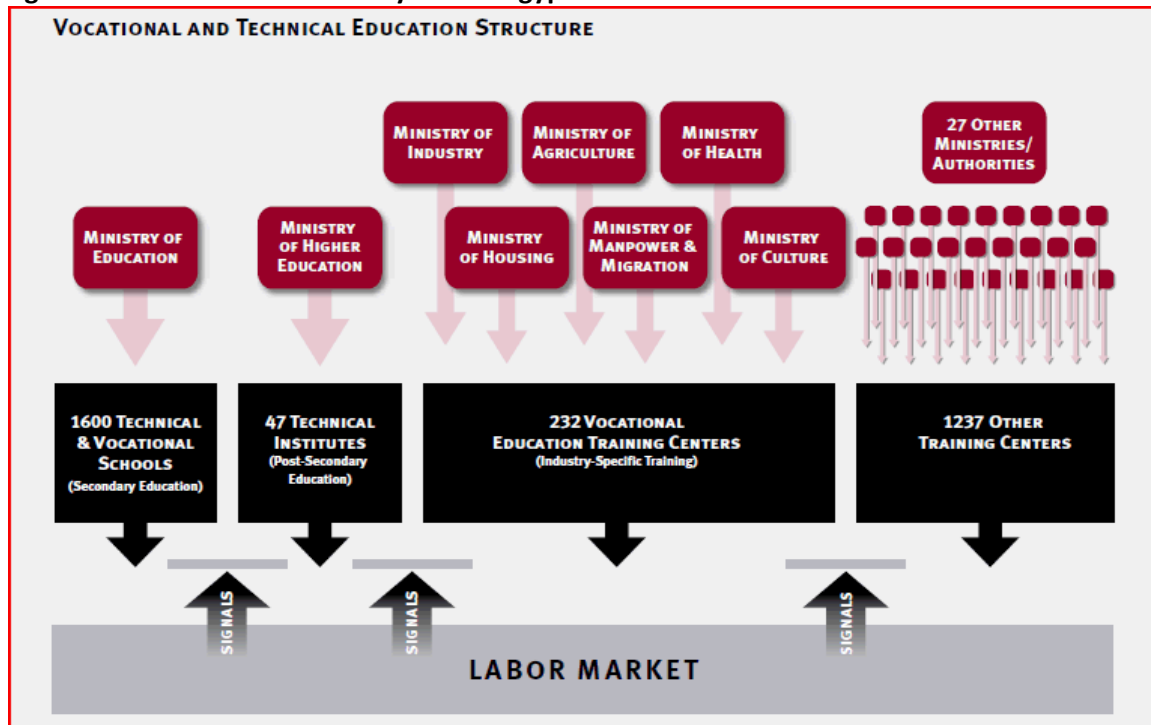 VOCATIONAL AND TECHNICAL EDUCATION STRUCTURE
MINISTRY OF
INDUSTRY
MINISTRY OF
AGRICULTURE
MINISTRY
OF HEALTH
27 OTHER
MINISTRIES/
AUTHORITIES
MINISTRY OF
EDUCATION
MINISTRY
OF HIGHER
EDUCATION
MINISTRY
OF HOUSING
MINISTRY OF
MANPOWER &
MIGRATION
MINISTRY
OF CULTURE
1600 TECHNICAL
& VOCATIONAL
SCHOOLS
(Secondary Education)
47 TECHNICAL
INSTITUTES
(Post-Secondary
Education)
232 VOCATIONAL
EDUCATION TRAINING CENTERS
(Industry-Specific Training)
1237 OTHER
TRAINING CENTERS
SIGNALS
SIGNALS
SIGNALS
LABOR MARKET